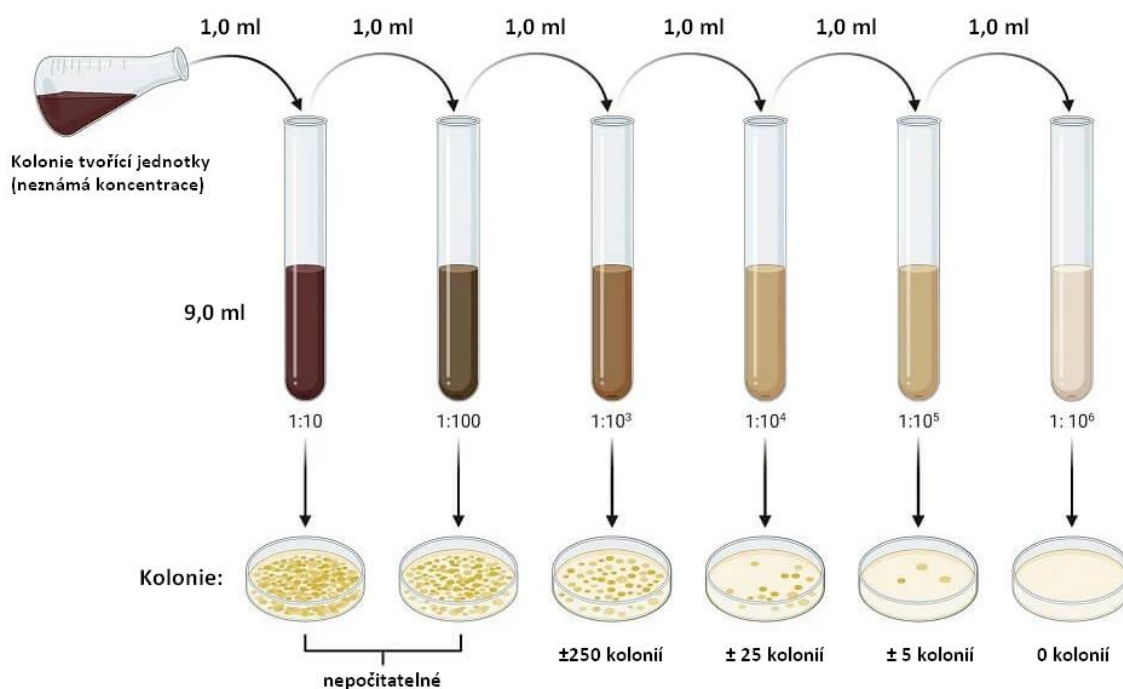 1,0 ml 1,0 ml 1,0 ml 1,0 ml 1,0 ml 1,0 ml
Kolonie tvořící jednotky
(neznámá koncentrace)
9,0 ml
1:10 1:100 1:10³ 1:10⁴ 1:10⁵ 1: 10⁶
Kolonie:
nepočitatelné
±250 kolonií ± 25 kolonií ± 5 kolonií 0 kolonií